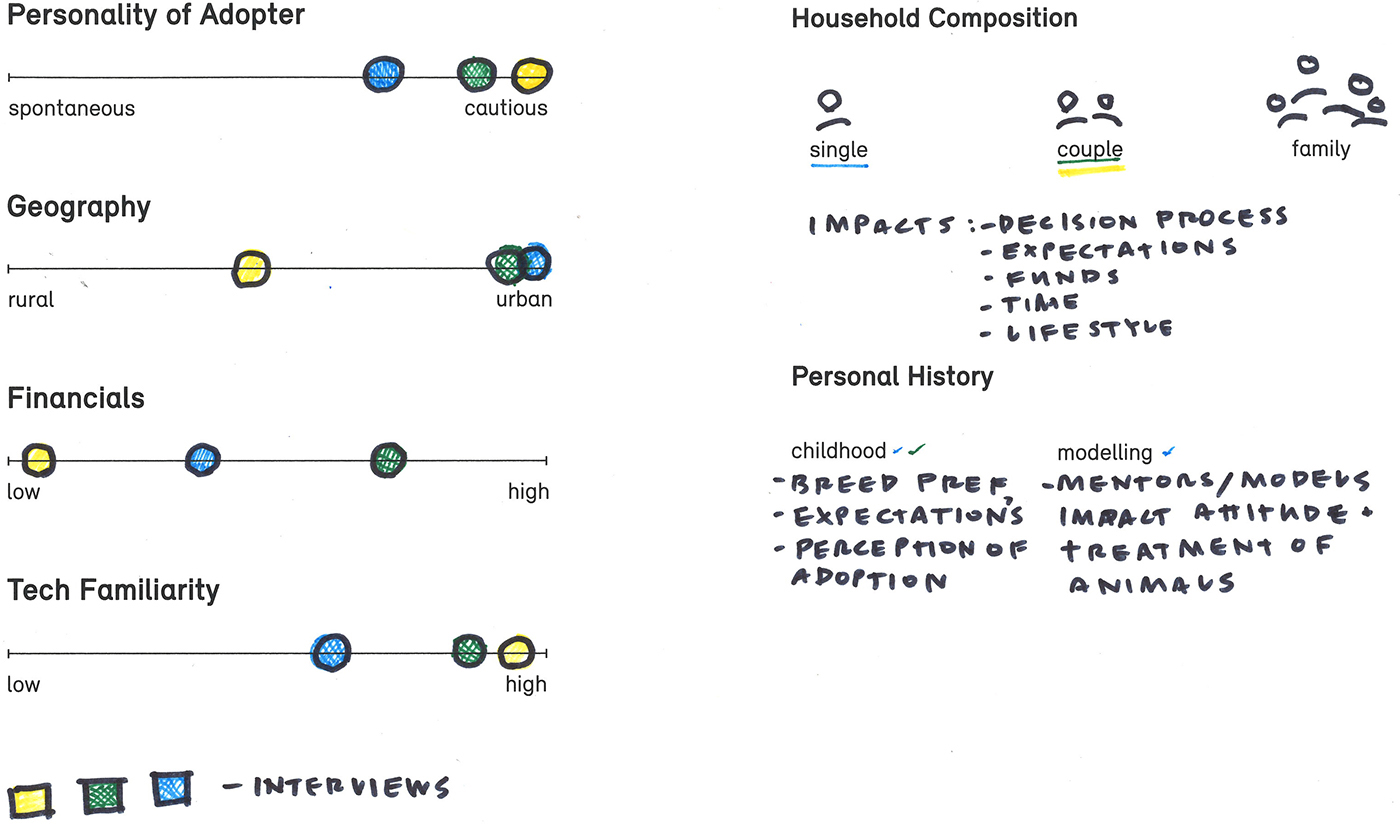 Personality of Adopter
spontaneous
cautious
Geography
rural
urban
Financials
low
high
Tech Familiarity
low
high
- INTERVIEWS
Household Composition
single
couple
family
IMPACTS : - DECISION PROCESS
- EXPECTATIONS
- FUNDS
- TIME
- LIFESTYLE
Personal History
childhood
- BREED PREF,
- EXPECTATIONS
- PERCEPTION OF
ADOPTION
modelling
- MENTORS/MODELS
IMPACT ATTITUDE +
TREATMENT OF
ANIMALS